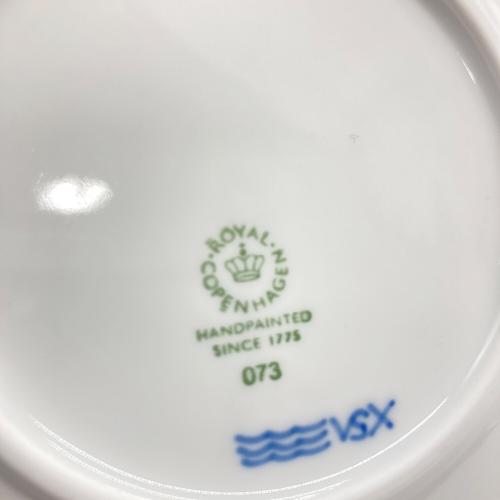 ROYAL COPENHAGEN
HANDPAINTED
SINCE 1775
073
VSX